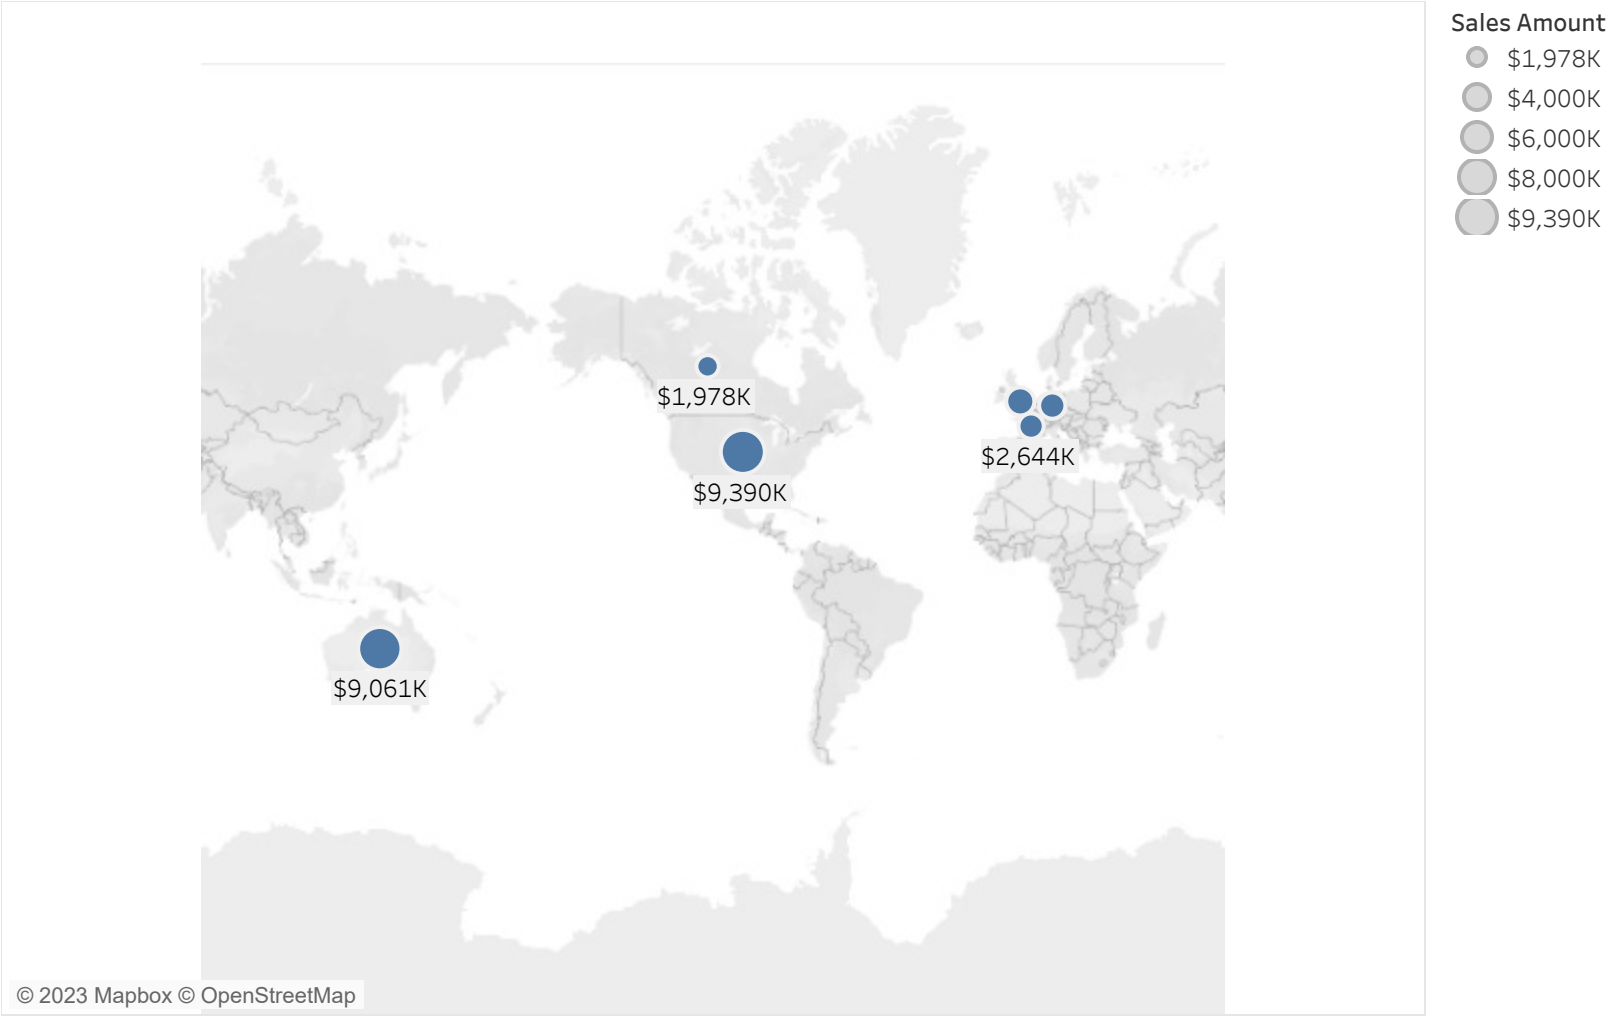 Sales Amount
$1,978K
$4,000K
$6,000K
$8,000K
$9,390K
$1,978K
$9,390K
$2,644K
$9,061K
© 2023 Mapbox © OpenStreetMap